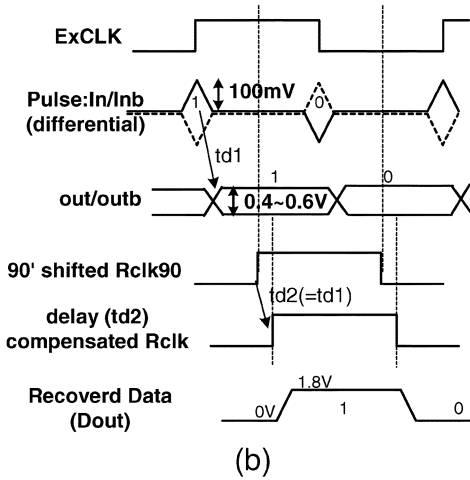 ExCLK
Pulse:In/Inb
(differential)
1
100mV
0
td1
out/outb
1
0
0.4~0.6V
90' shifted Rclk90
td2(=td1)
delay (td2)
compensated Rclk
Recoverd Data
(Dout)
0V
1.8V
1
0
(b)